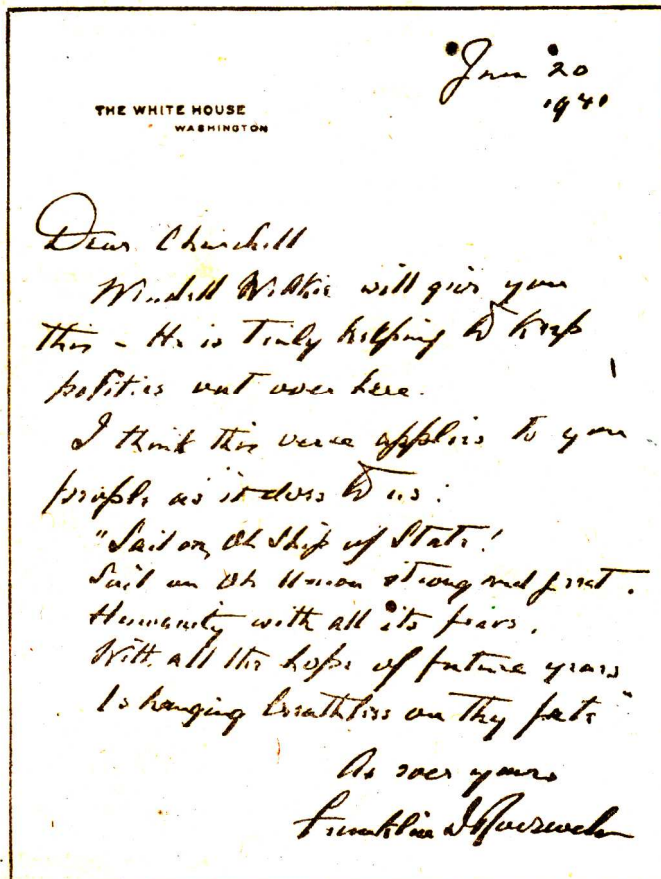 Jan 20
1941
THE WHITE HOUSE
WASHINGTON
Dear Churchill
Wendell Willkie will give you
this - He is truly helping to keep
politics out over here.
I think this verse applies to you
people as it does to us:
"Sail on, Oh Ship of State!
Sail on Oh Union strong and great.
Humanity with all its fears,
With all the hope of future years
Is hanging breathless on thy fate"
As ever yours
Franklin D Roosevelt